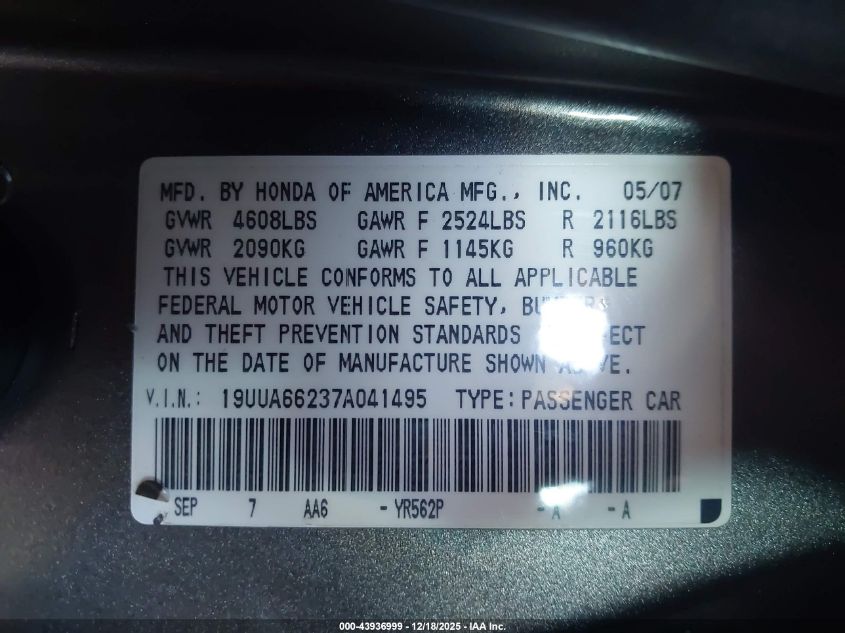 MFD. BY HONDA OF AMERICA MFG., INC. 05/07
GVWR 4608LBS GAWR F 2524LBS R 2116LBS
GVWR 2090KG GAWR F 1145KG R 960KG
THIS VEHICLE CONFORMS TO ALL APPLICABLE
FEDERAL MOTOR VEHICLE SAFETY,
AND THEFT PREVENTION STANDARDS
ON THE DATE OF MANUFACTURE SHOWN
V.I.N.: 19UUA66237A041495 TYPE: PASSENGER CAR
SEP 7 AA6 - YR562P - A - A
000-43936999 — 12/18/2025 - IAA Inc.